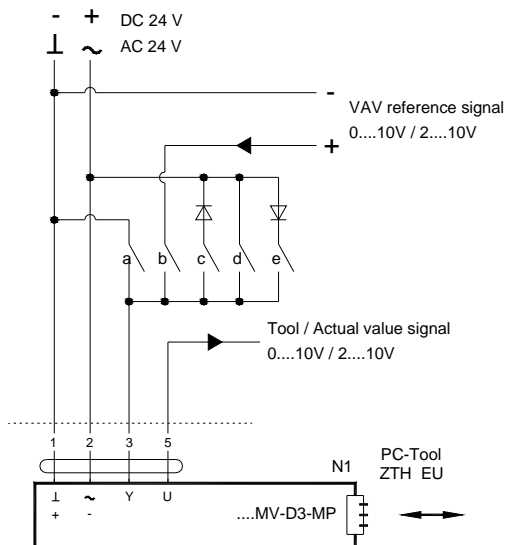 - + DC 24 V
⊥ ~ AC 24 V
-
VAV reference signal
0....10V / 2....10V
+
a b c d e
Tool / Actual value signal
0....10V / 2....10V
1 2 3 5
N1
PC-Tool
ZTH EU
⊥ ~ Y U
+ -
....MV-D3-MP